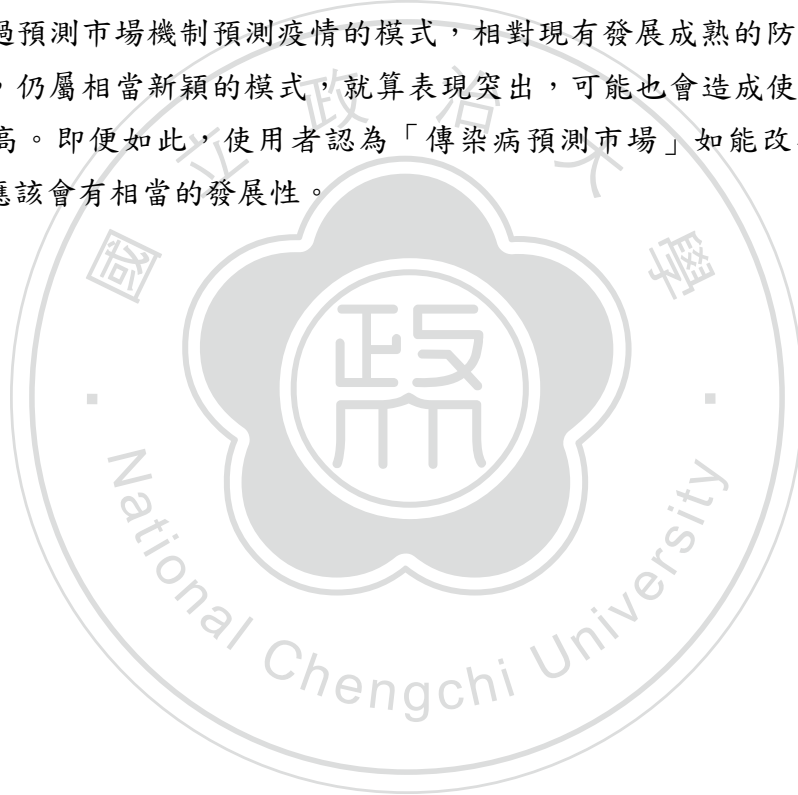 過預測市場機制預測疫情的模式，相對現有發展成熟的防
，仍屬相當新穎的模式，就算表現突出，可能也會造成使
高。即便如此，使用者認為「傳染病預測市場」如能改
應該會有相當的發展性。
國立政治大學
政
National Chengchi University